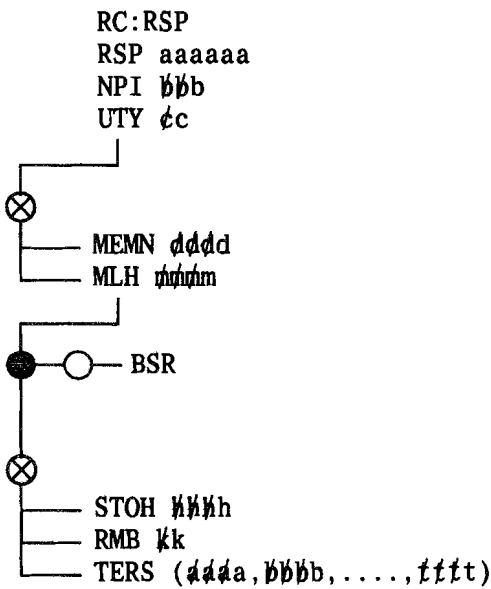 RC:RSP
RSP aaaaaa
NPI b̸b̸b
UTY c̸c
MEMN d̸d̸d̸d
MLH m̸m̸m̸m
BSR
STOH h̸h̸h̸h
RMB k̸k
TERS (a̸a̸a̸a,b̸b̸b̸b,....,t̸t̸t̸t)